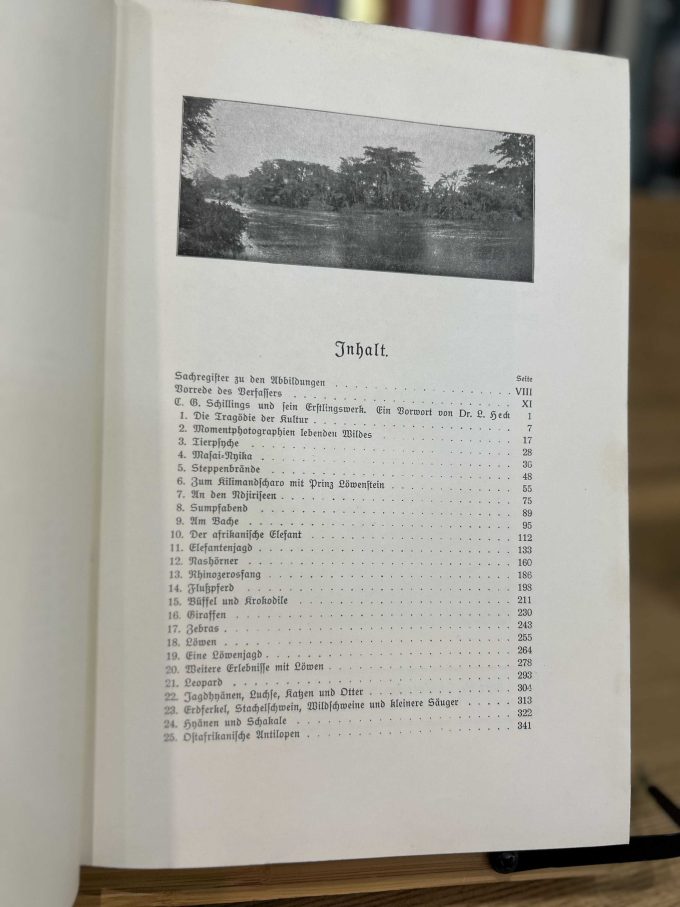 Inhalt.
Seite
Sachregister zu den Abbildungen . . . . . . . . . . VIII
Vorrede des Verfassers . . . . . . . . . . XI
C. G. Schillings und sein Erstlingswerk. Ein Vorwort von Dr. L. Heck 1
1. Die Tragödie der Kultur . . . . . . . . . . 7
2. Momentphotographien lebenden Wildes . . . . . . . . . . 17
3. Tierpsyche . . . . . . . . . . 28
4. Masai-Nyika . . . . . . . . . . 36
5. Steppenbrände . . . . . . . . . . 48
6. Zum Kilimandscharo mit Prinz Löwenstein . . . . . . . . . . 55
7. An den Ndjiriseen . . . . . . . . . . 75
8. Sumpfabend . . . . . . . . . . 89
9. Am Bache . . . . . . . . . . 95
10. Der afrikanische Elefant . . . . . . . . . . 112
11. Elefantenjagd . . . . . . . . . . 133
12. Nashörner . . . . . . . . . . 160
13. Rhinozerosfang . . . . . . . . . . 186
14. Flußpferd . . . . . . . . . . 198
15. Büffel und Krokodile . . . . . . . . . . 211
16. Giraffen . . . . . . . . . . 230
17. Zebras . . . . . . . . . . 243
18. Löwen . . . . . . . . . . 255
19. Eine Löwenjagd . . . . . . . . . . 264
20. Weitere Erlebnisse mit Löwen . . . . . . . . . . 278
21. Leopard . . . . . . . . . . 293
22. Jagdhyänen, Luchse, Katzen und Otter . . . . . . . . . . 304
23. Erdferkel, Stachelschwein, Wildschweine und kleinere Säuger . . . . 313
24. Hyänen und Schakale . . . . . . . . . . 322
25. Ostafrikanische Antilopen . . . . . . . . . . 341